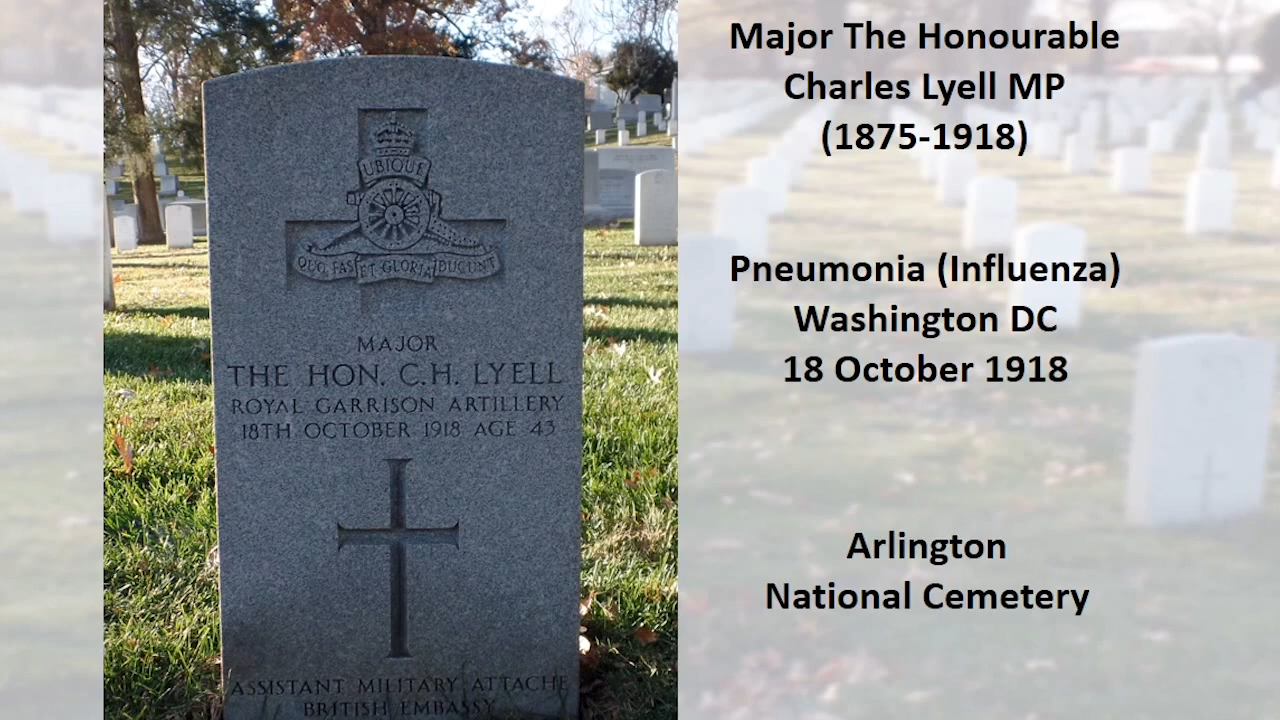 UBIQUE
QUO FAS ET GLORIA DUCUNT
MAJOR
THE HON. C.H. LYELL
ROYAL GARRISON ARTILLERY
18TH OCTOBER 1918 AGE 43
ASSISTANT MILITARY ATTACHE
BRITISH EMBASSY
Major The Honourable
Charles Lyell MP
(1875-1918)
Pneumonia (Influenza)
Washington DC
18 October 1918
Arlington
National Cemetery